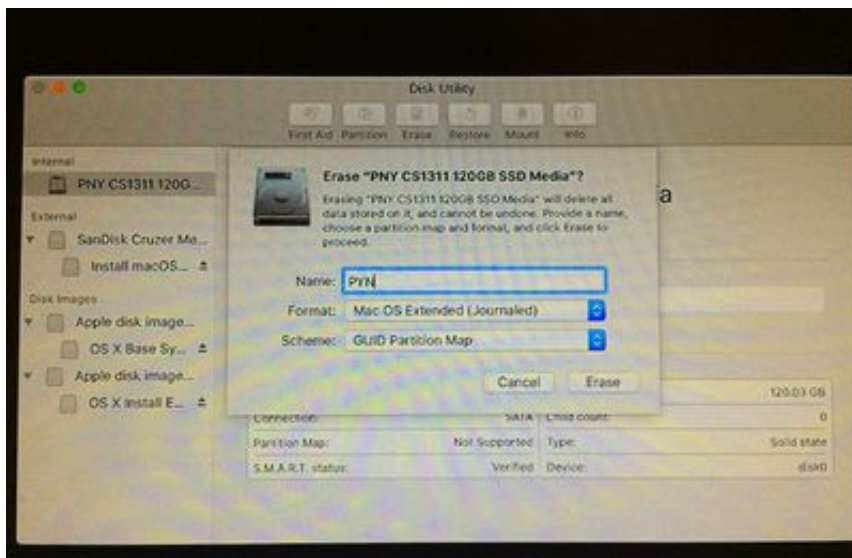 Disk Utility
First Aid Partition Erase Restore Mount Info
Internal
PNY CS1311 120G...
External
SanDisk Cruzer Me...
Install macOS...
Disk Images
Apple disk image...
OS X Base Sy...
Apple disk image...
OS X Install E...
Erase "PNY CS1311 120GB SSD Media"?
Erasing "PNY CS1311 120GB SSD Media" will delete all
data stored on it, and cannot be undone. Provide a name,
choose a partition map and format, and click Erase to
proceed.
Name: PYN
Format: Mac OS Extended (Journaled)
Scheme: GUID Partition Map
Cancel Erase
a
120.03 GB
Connection: SATA Child count: 0
Partition Map: Not Supported Type: Solid state
S.M.A.R.T. status: Verified Device: disk0